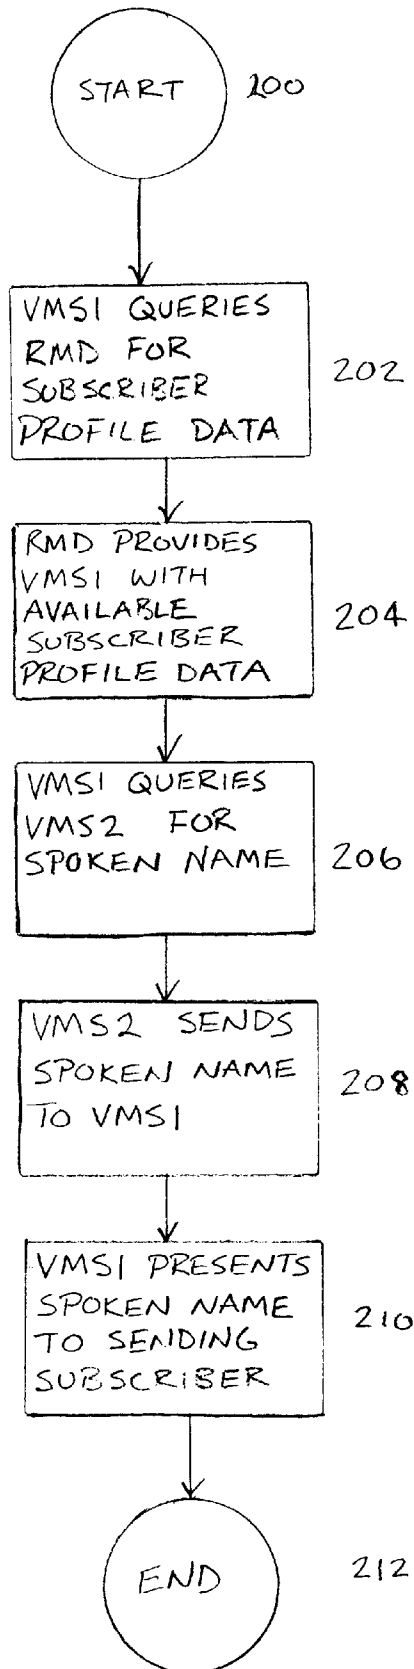 START 200
VMS1 QUERIES
RMD FOR
SUBSCRIBER
PROFILE DATA
202
RMD PROVIDES
VMS1 WITH
AVAILABLE
SUBSCRIBER
PROFILE DATA
204
VMS1 QUERIES
VMS2 FOR
SPOKEN NAME
206
VMS2 SENDS
SPOKEN NAME
TO VMS1
208
VMS1 PRESENTS
SPOKEN NAME
TO SENDING
SUBSCRIBER
210
END 212